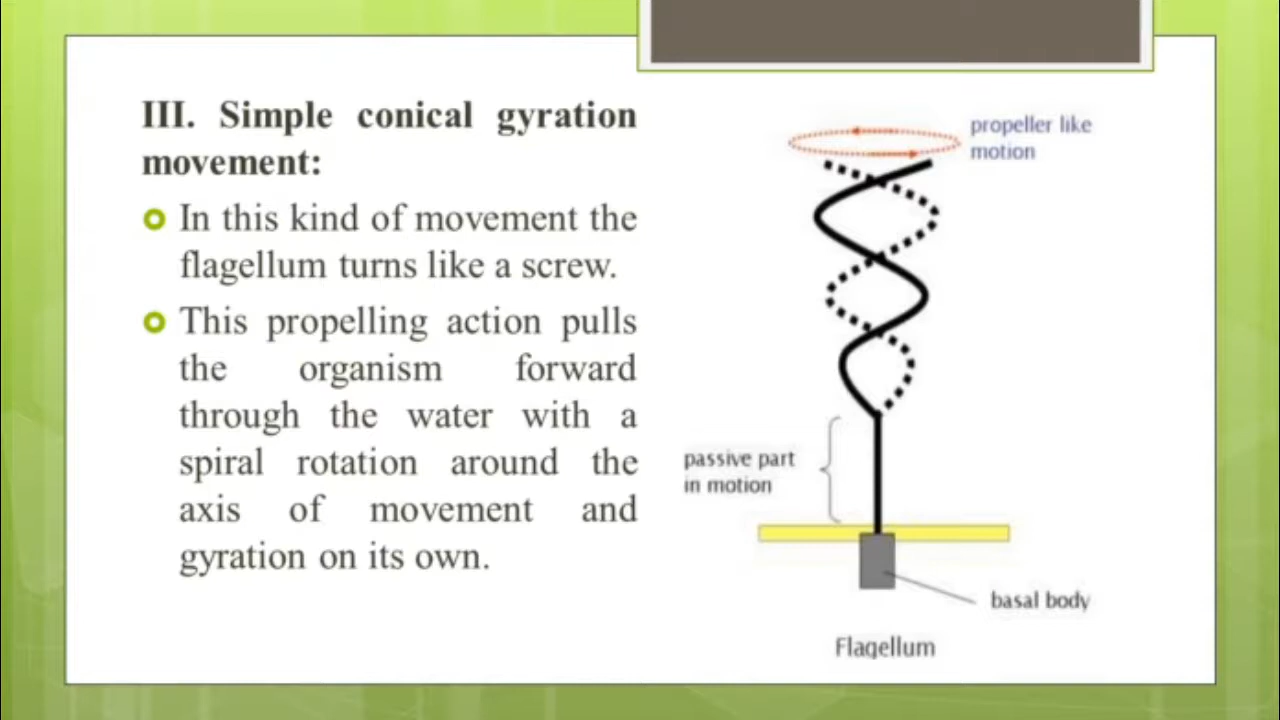 III. Simple conical gyration
movement:
In this kind of movement the
flagellum turns like a screw.
This propelling action pulls
the organism forward
through the water with a
spiral rotation around the
axis of movement and
gyration on its own.
propeller like
motion
passive part
in motion
basal body
Flagellum